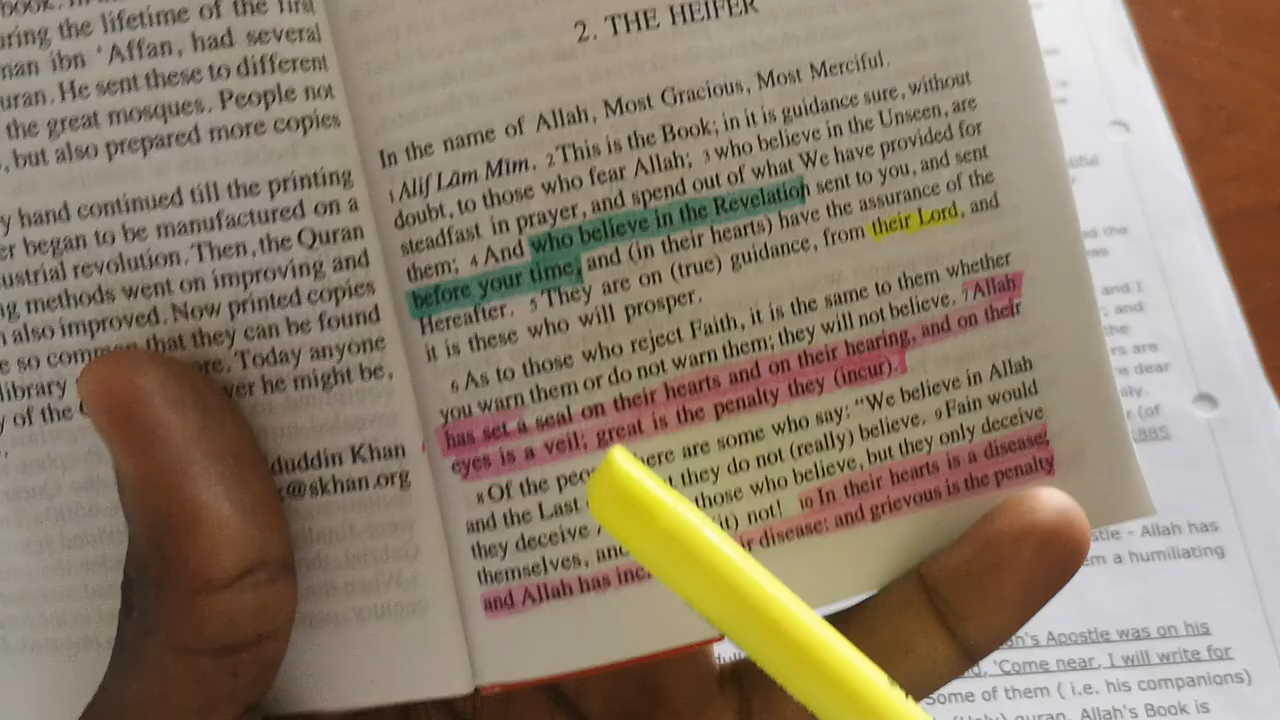 book. In
uring the lifetime of the first
man ibn 'Affan, had several
uran. He sent these to different
the great mosques. People not
, but also prepared more copies
y hand continued till the printing
er began to be manufactured on a
ustrial revolution. Then, the Quran
ng methods went on improving and
n also improved. Now printed copies
e so common that they can be found
library ore. Today anyone
y of the ver he might be,
duddin Khan
@skhan.org
2. THE HEIFER
In the name of Allah, Most Gracious, Most Merciful.
1 Alif Lām Mīm. 2 This is the Book; in it is guidance sure, without
doubt, to those who fear Allah; 3 who believe in the Unseen, are
steadfast in prayer, and spend out of what We have provided for
them; 4 And who believe in the Revelation sent to you, and sent
before your time, and (in their hearts) have the assurance of the
Hereafter. 5 They are on (true) guidance, from their Lord, and
it is these who will prosper.
6 As to those who reject Faith, it is the same to them whether
you warn them or do not warn them; they will not believe. 7 Allah
has set a seal on their hearts and on their hearing, and on their
eyes is a veil; great is the penalty they (incur).
8 Of the peo here are some who say: "We believe in Allah
and the Last they do not (really) believe. 9 Fain would
they deceive those who believe, but they only deceive
themselves, and it) not! 10 In their hearts is a disease;
and Allah has inc ir disease: and grievous is the penalty
and I
; and
the
rs are
e dear
ily.
(of
885
stle - Allah has
em a humiliating
ah's Apostle was on his
, 'Come near, I will write for
Some of them ( i.e. his companions)
quran, Allah's Book is